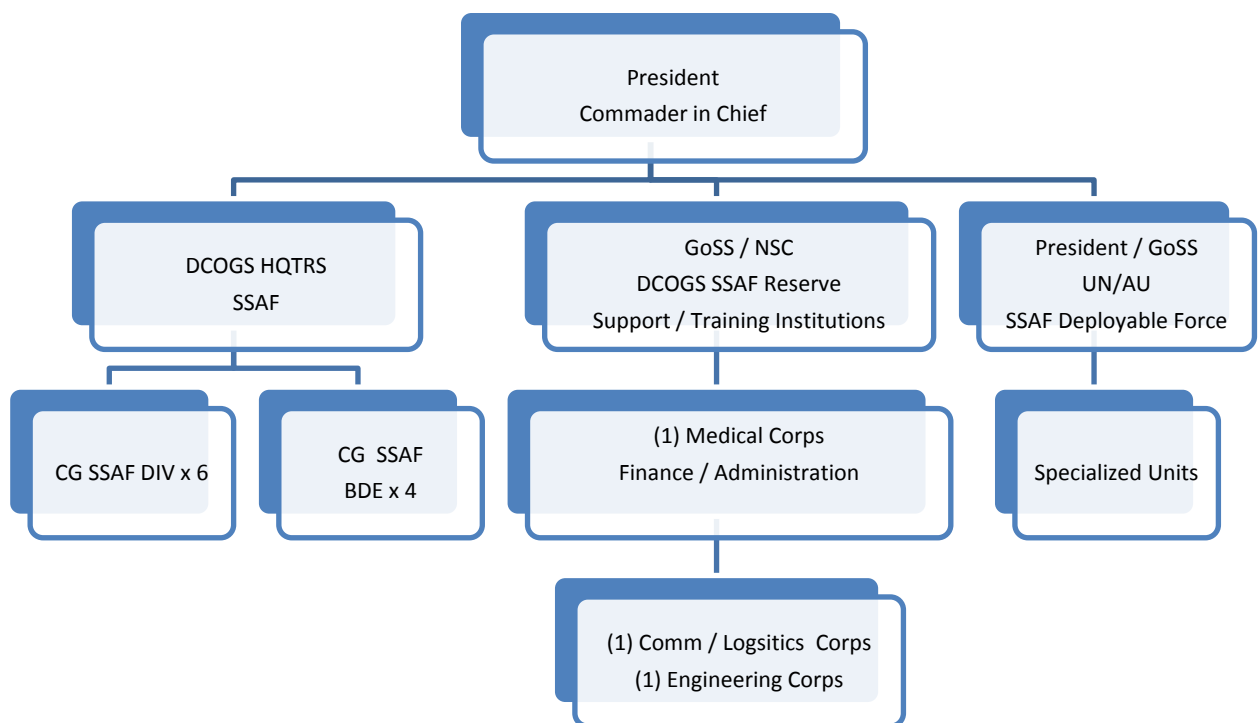 President
Commader in Chief
DCOGS HQTRS
SSAF
GoSS / NSC
DCOGS SSAF Reserve
Support / Training Institutions
President / GoSS
UN/AU
SSAF Deployable Force
CG SSAF DIV x 6
CG SSAF
BDE x 4
(1) Medical Corps
Finance / Administration
Specialized Units
(1) Comm / Logsitics Corps
(1) Engineering Corps